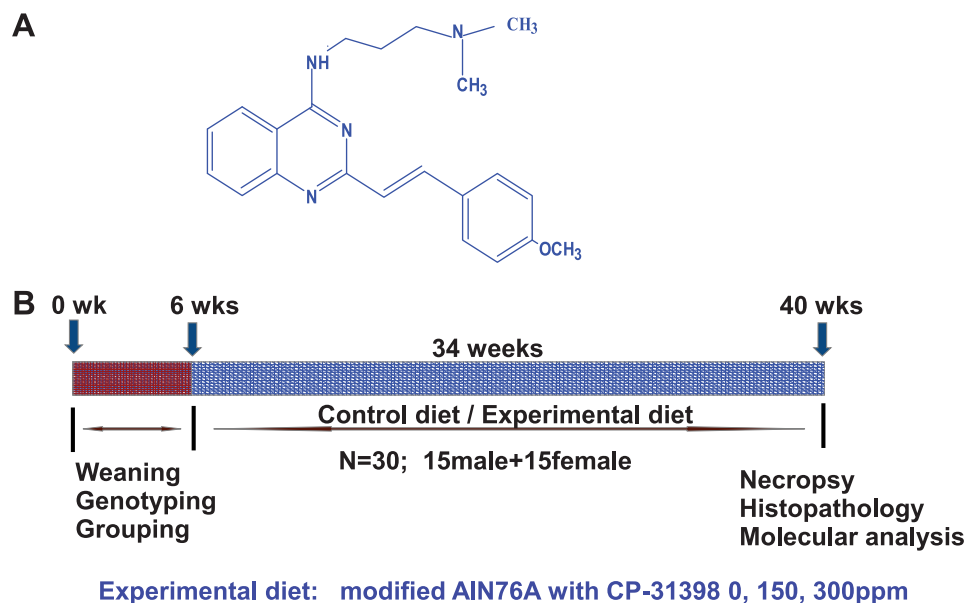 A
NH
N
CH₃
CH₃
N
N
OCH₃
B
0 wk 6 wks 40 wks
34 weeks
Control diet / Experimental diet
N=30; 15male+15female
Weaning
Genotyping
Grouping
Necropsy
Histopathology
Molecular analysis
Experimental diet: modified AIN76A with CP-31398 0, 150, 300ppm